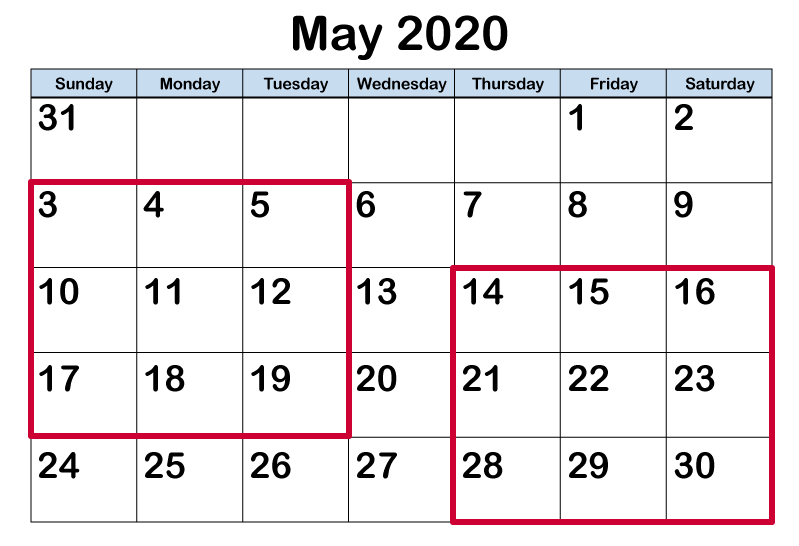 May 2020
Sunday Monday Tuesday Wednesday Thursday Friday Saturday
31 1 2
3 4 5 6 7 8 9
10 11 12 13 14 15 16
17 18 19 20 21 22 23
24 25 26 27 28 29 30